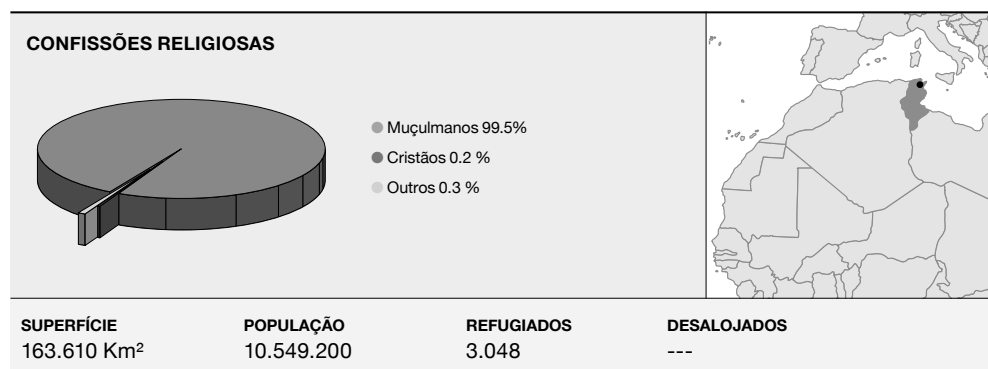 CONFISSÕES RELIGIOSAS
Muçulmanos 99.5%
Cristãos 0.2 %
Outros 0.3 %
SUPERFÍCIE
163.610 Km²
POPULAÇÃO
10.549.200
REFUGIADOS
3.048
DESALOJADOS
---